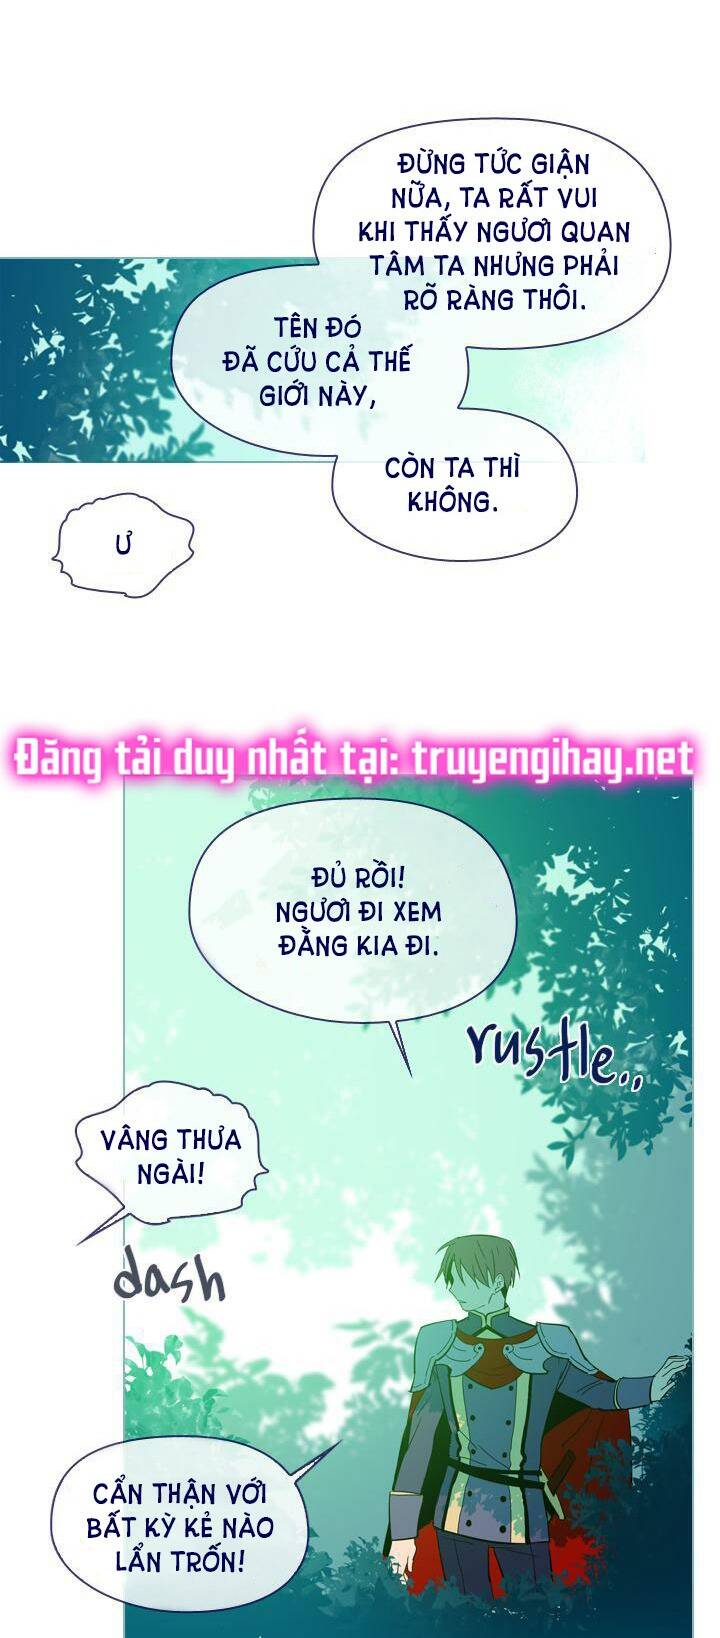 ĐỪNG TỨC GIẬN
NỮA, TA RẤT VUI
KHI THẤY NGƯƠI QUAN
TÂM TA NHƯNG PHẢI
RÕ RÀNG THÔI.
TÊN ĐÓ
ĐÃ CỨU CẢ THẾ
GIỚI NÀY,
CÒN TA THÌ
KHÔNG.
Ư
Đăng tải duy nhất tại: truyengihay.net
ĐỦ RỒI!
NGƯƠI ĐI XEM
ĐẰNG KIA ĐI.
rustle..
VÂNG THƯA
NGÀI!
dash
CẨN THẬN VỚI
BẤT KỲ KẺ NÀO
LẨN TRỐN!